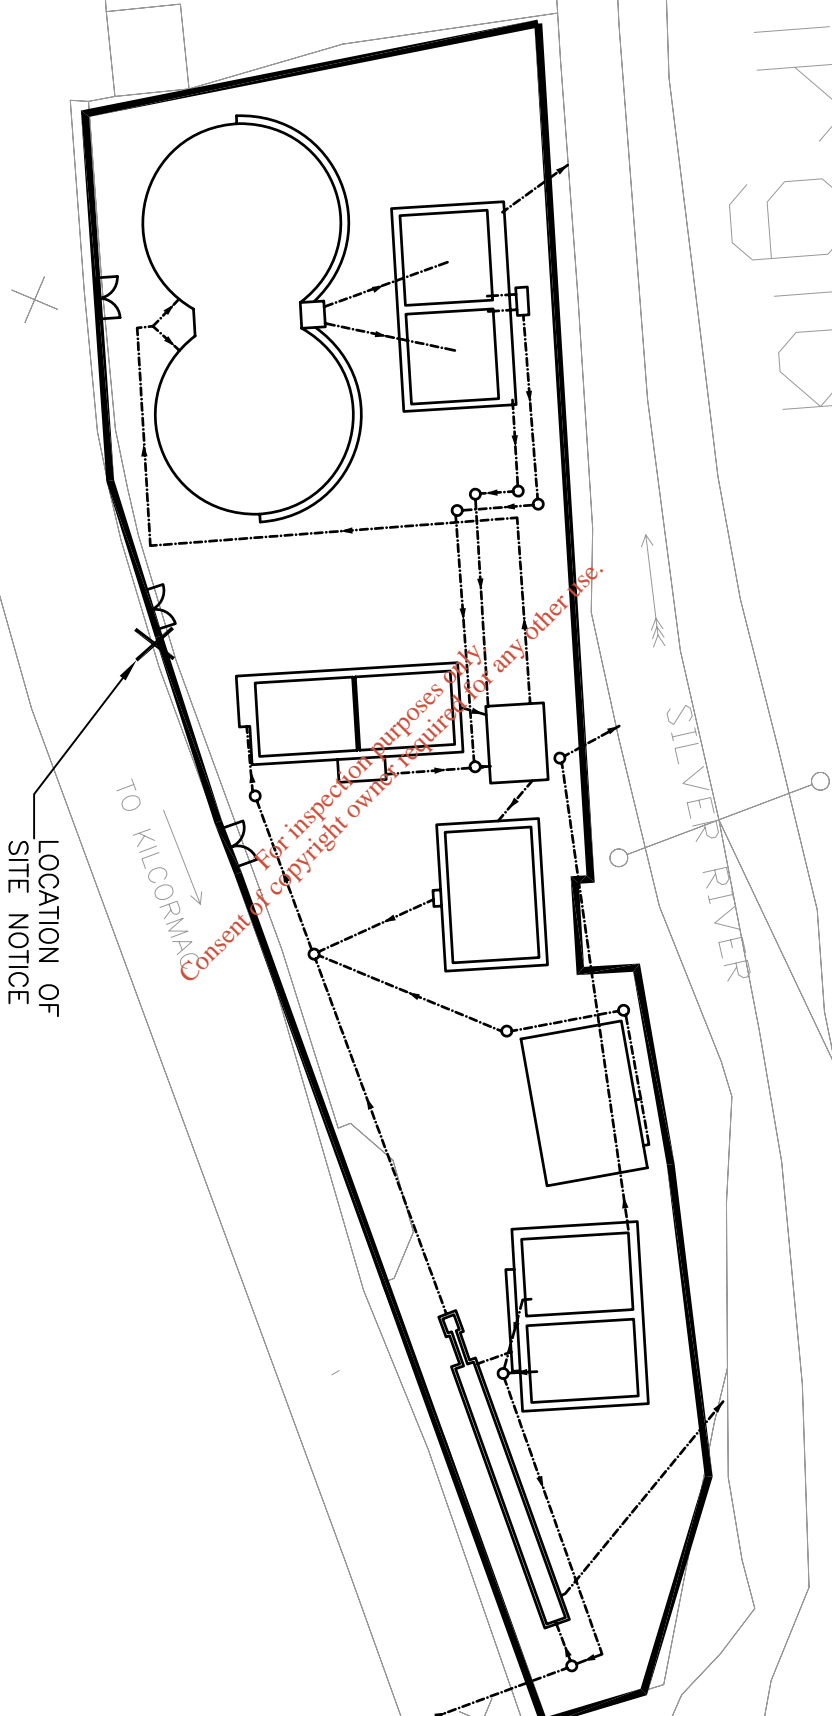 SILVER RIVER
For inspection purposes only.
Consent of copyright owner required for any other use.
TO KILCORMAC
LOCATION OF
SITE NOTICE